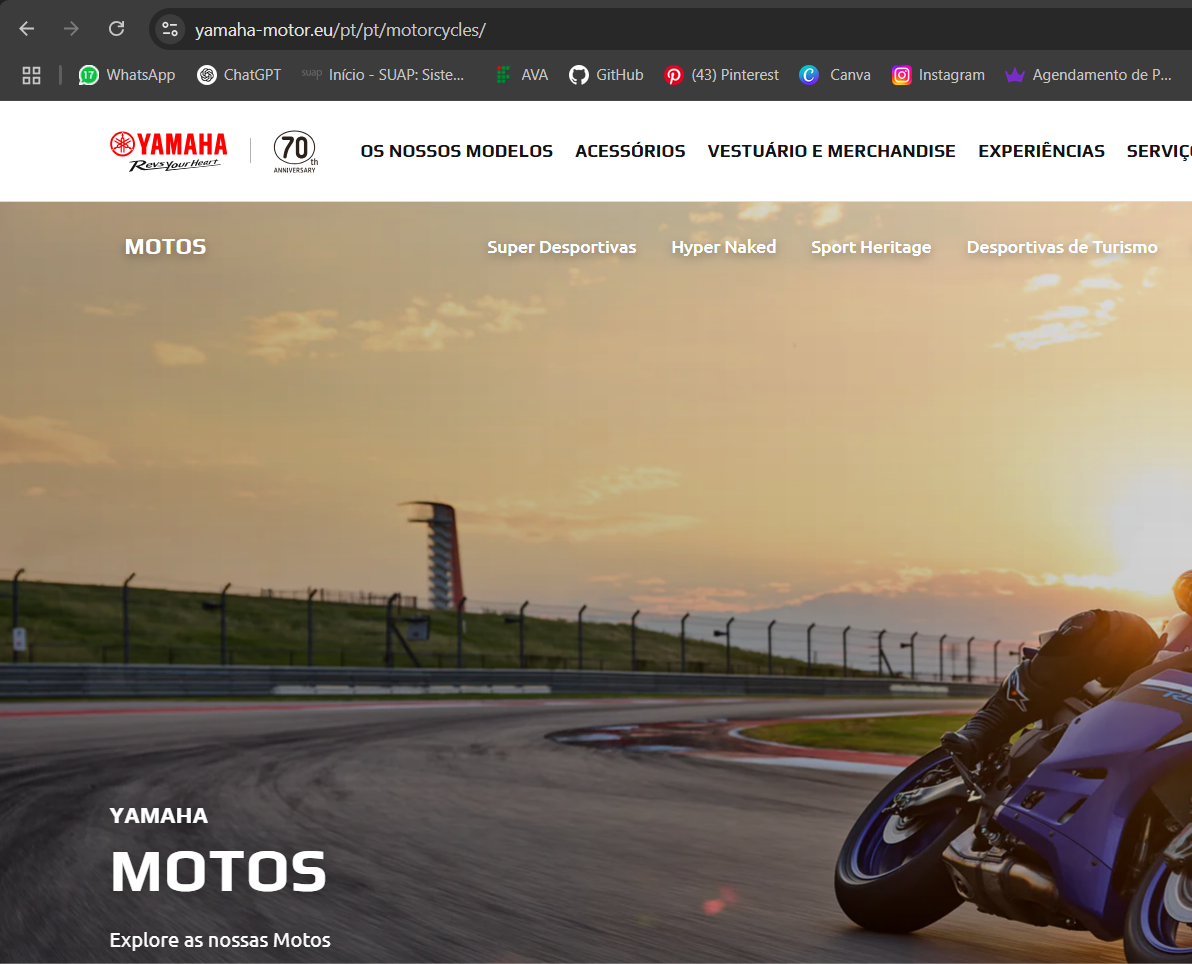 yamaha-motor.eu/pt/pt/motorcycles/
17 WhatsApp ChatGPT suap Início - SUAP: Siste... AVA GitHub (43) Pinterest Canva Instagram Agendamento de P...
YAMAHA
Revs Your Heart
70th
ANNIVERSARY
OS NOSSOS MODELOS ACESSÓRIOS VESTUÁRIO E MERCHANDISE EXPERIÊNCIAS SERVIÇ
MOTOS Super Desportivas Hyper Naked Sport Heritage Desportivas de Turismo
YAMAHA
MOTOS
Explore as nossas Motos